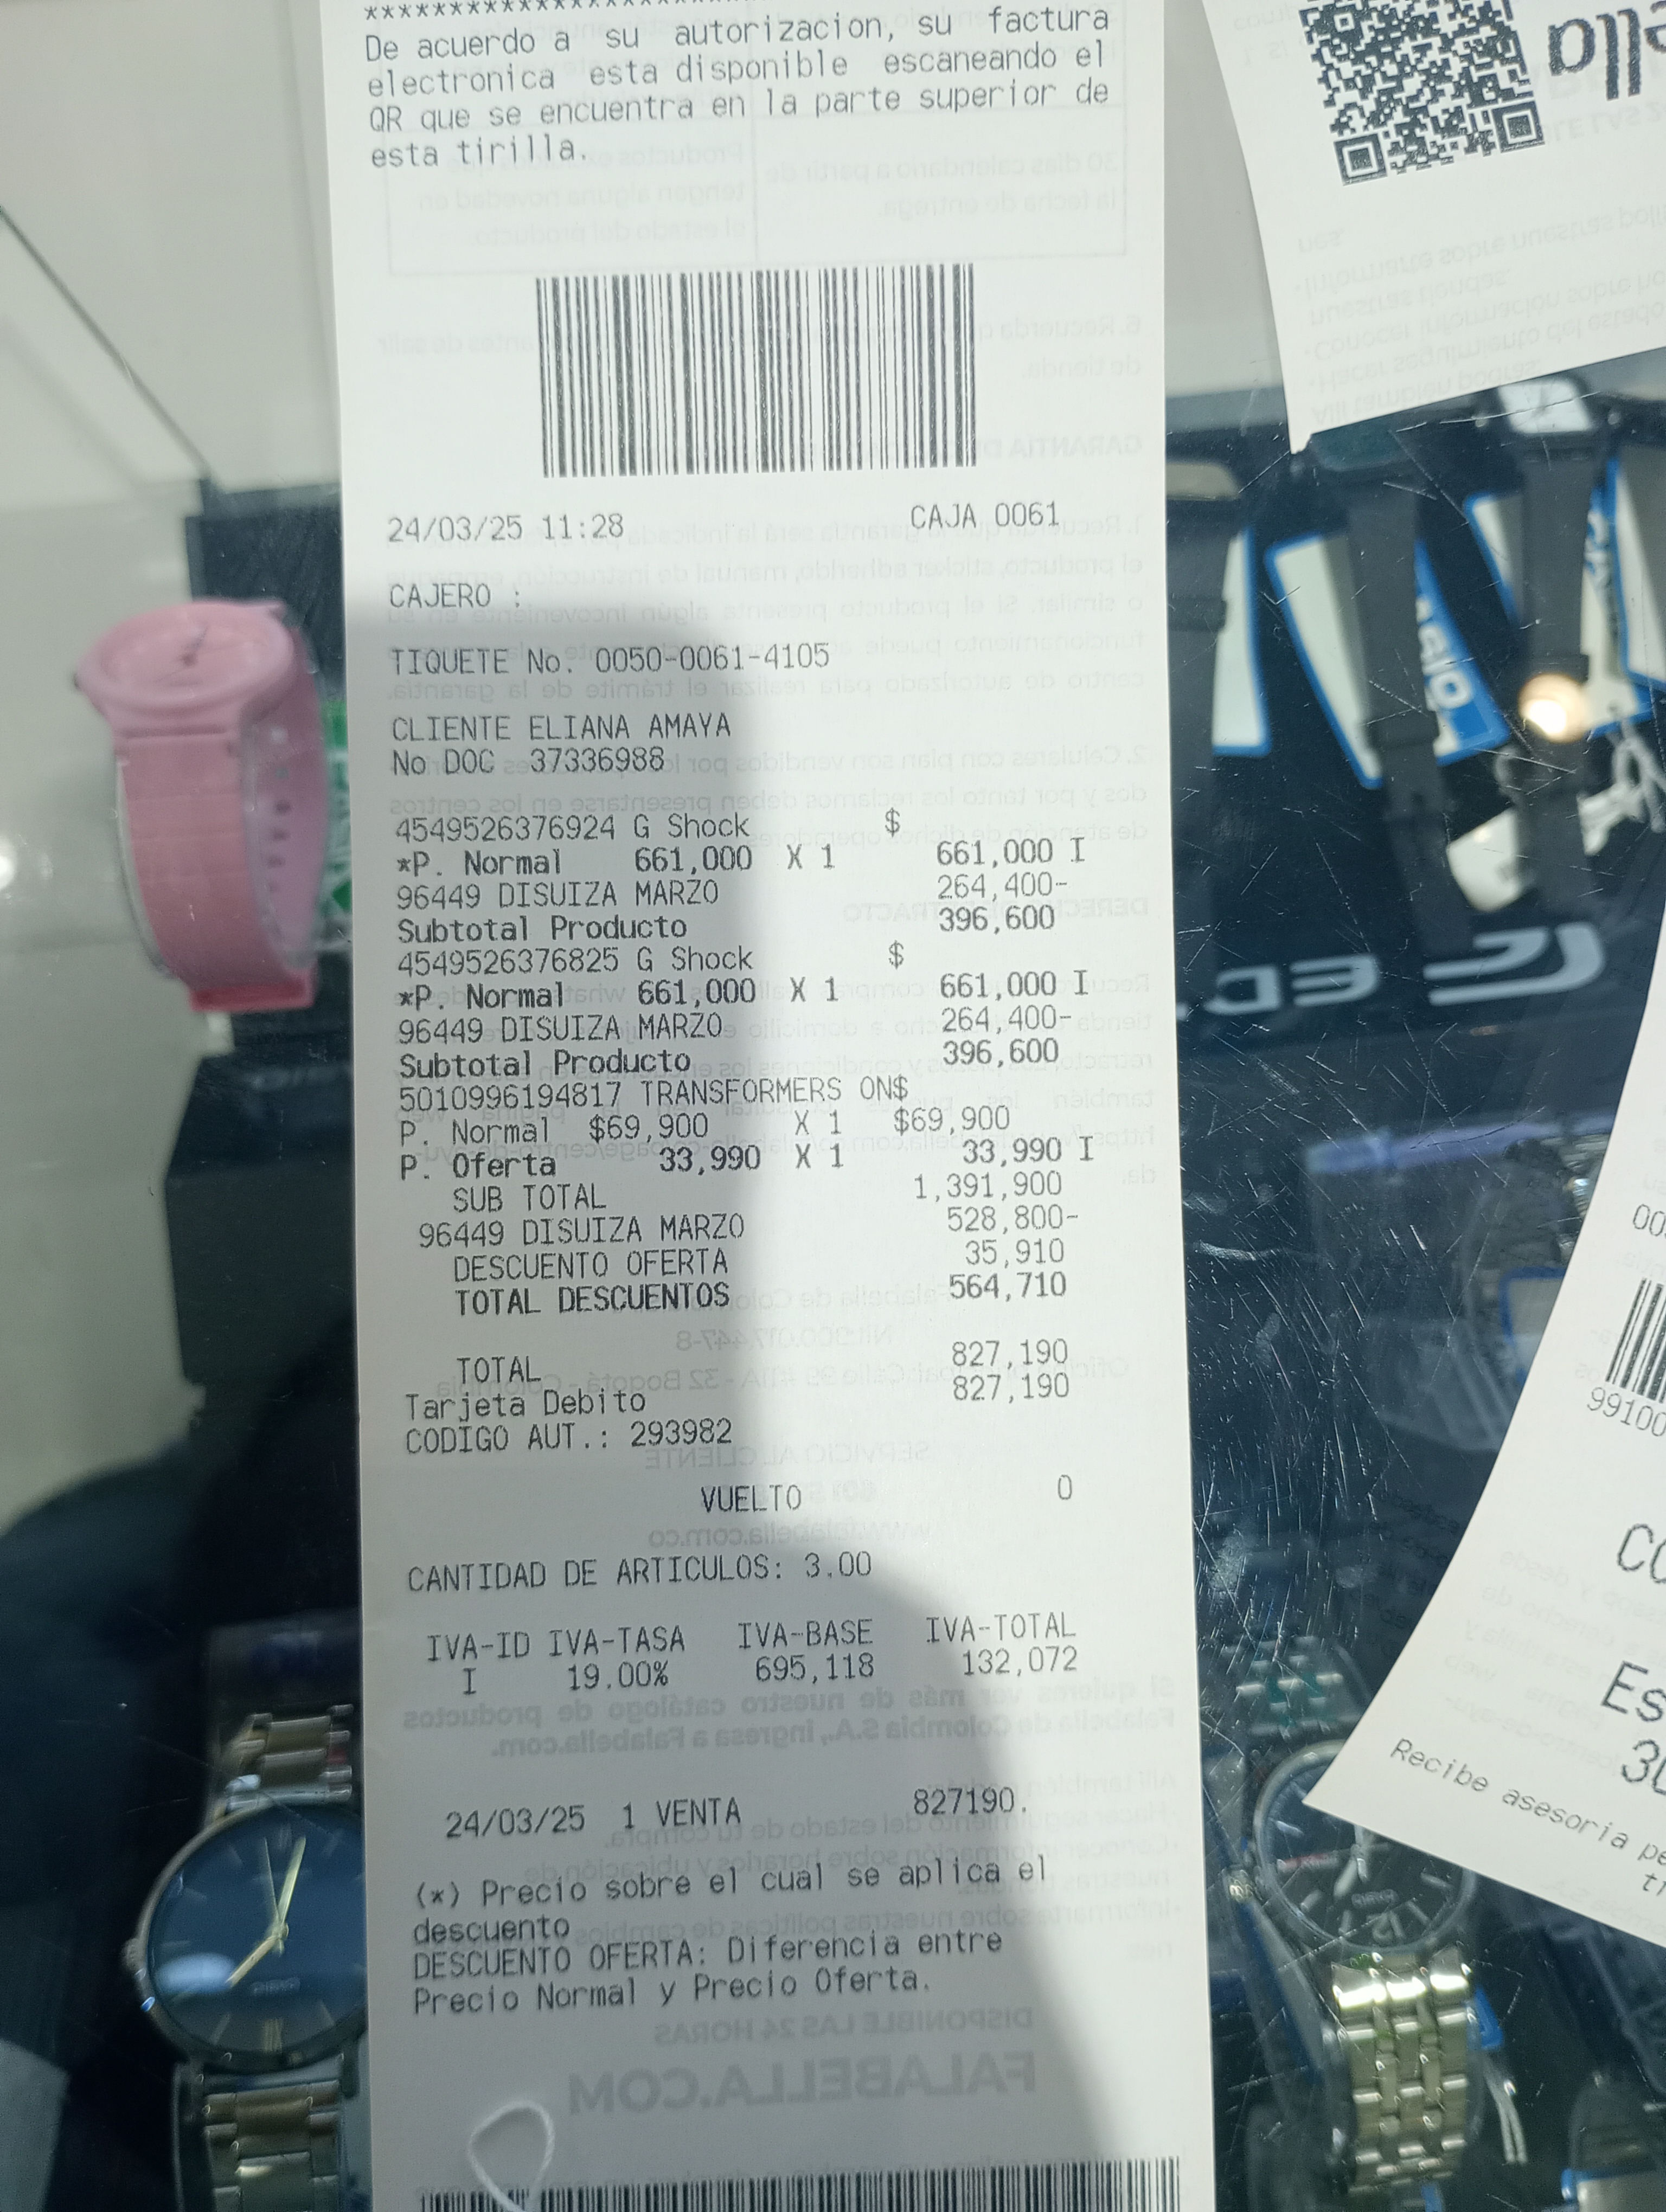 De acuerdo a su autorizacion, su factura
electronica esta disponible escaneando el
QR que se encuentra en la parte superior de
esta tirilla.
24/03/25 11:28 CAJA 0061
CAJERO :
TIQUETE No. 0050-0061-4105
CLIENTE ELIANA AMAYA
No DOC 37336988
4549526376924 G Shock $
*P. Normal 661,000 X 1 661,000 I
96449 DISUIZA MARZO 264,400-
Subtotal Producto 396,600
4549526376825 G Shock $
*P. Normal 661,000 X 1 661,000 I
96449 DISUIZA MARZO 264,400-
Subtotal Producto 396,600
5010996194817 TRANSFORMERS ON$
P. Normal $69,900 X 1 $69,900
P. Oferta 33,990 X 1 33,990 I
SUB TOTAL 1,391,900
96449 DISUIZA MARZO 528,800-
DESCUENTO OFERTA 35,910
TOTAL DESCUENTOS 564,710
TOTAL 827,190
Tarjeta Debito 827,190
CODIGO AUT.: 293982
VUELTO 0
CANTIDAD DE ARTICULOS: 3.00
IVA-ID IVA-TASA IVA-BASE IVA-TOTAL
I 19.00% 695,118 132,072
24/03/25 1 VENTA 827190.
(*) Precio sobre el cual se aplica el
descuento
DESCUENTO OFERTA: Diferencia entre
Precio Normal y Precio Oferta.
FALABELLA.COM
99100
Recibe asesoria